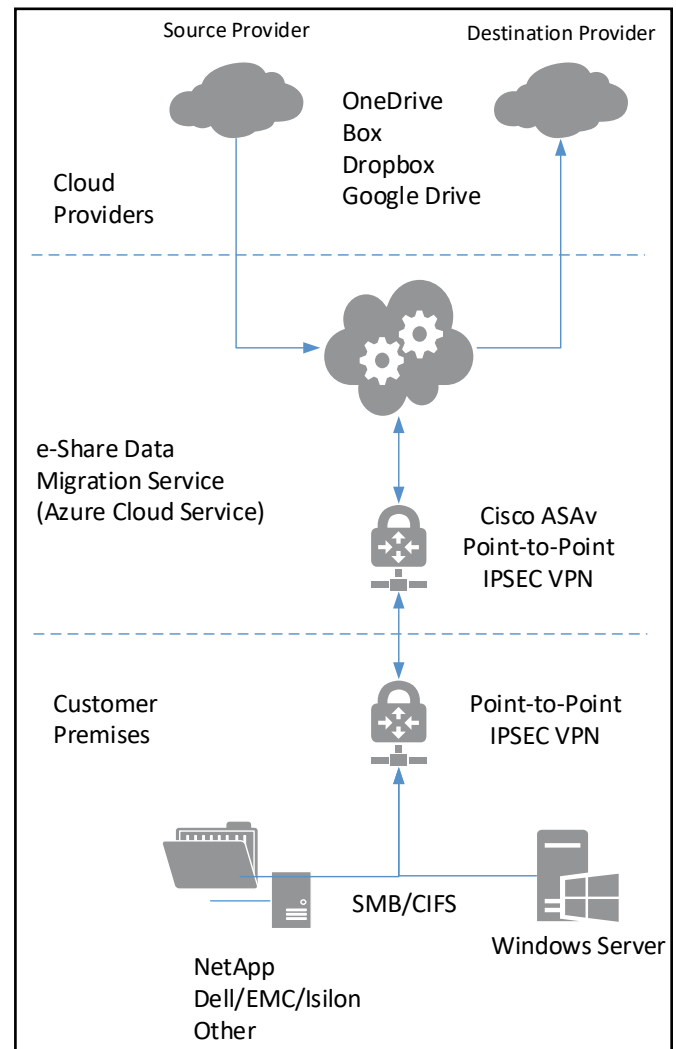 Source Provider
Destination Provider
OneDrive
Box
Dropbox
Google Drive
Cloud
Providers
e-Share Data
Migration Service
(Azure Cloud Service)
Cisco ASAv
Point-to-Point
IPSEC VPN
Customer
Premises
Point-to-Point
IPSEC VPN
SMB/CIFS
Windows Server
NetApp
Dell/EMC/Isilon
Other